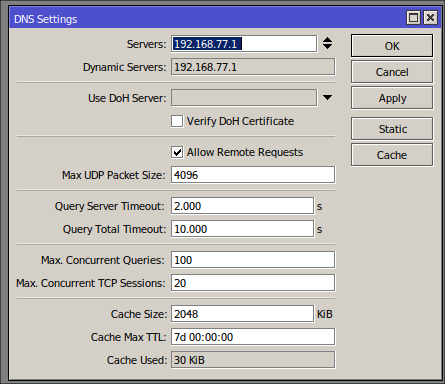 DNS Settings
Servers: 192.168.77.1
OK
Dynamic Servers: 192.168.77.1
Cancel
Use DoH Server:
Apply
Verify DoH Certificate
Static
Allow Remote Requests
Cache
Max UDP Packet Size: 4096
Query Server Timeout: 2.000 s
Query Total Timeout: 10.000 s
Max. Concurrent Queries: 100
Max. Concurrent TCP Sessions: 20
Cache Size: 2048 KiB
Cache Max TTL: 7d 00:00:00
Cache Used: 30 KiB